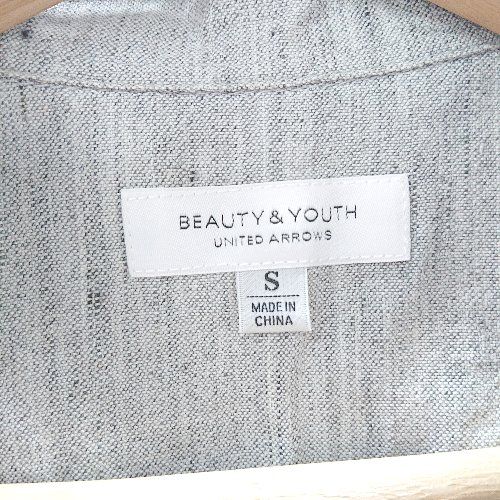 BEAUTY & YOUTH
UNITED ARROWS
S
MADE IN
CHINA